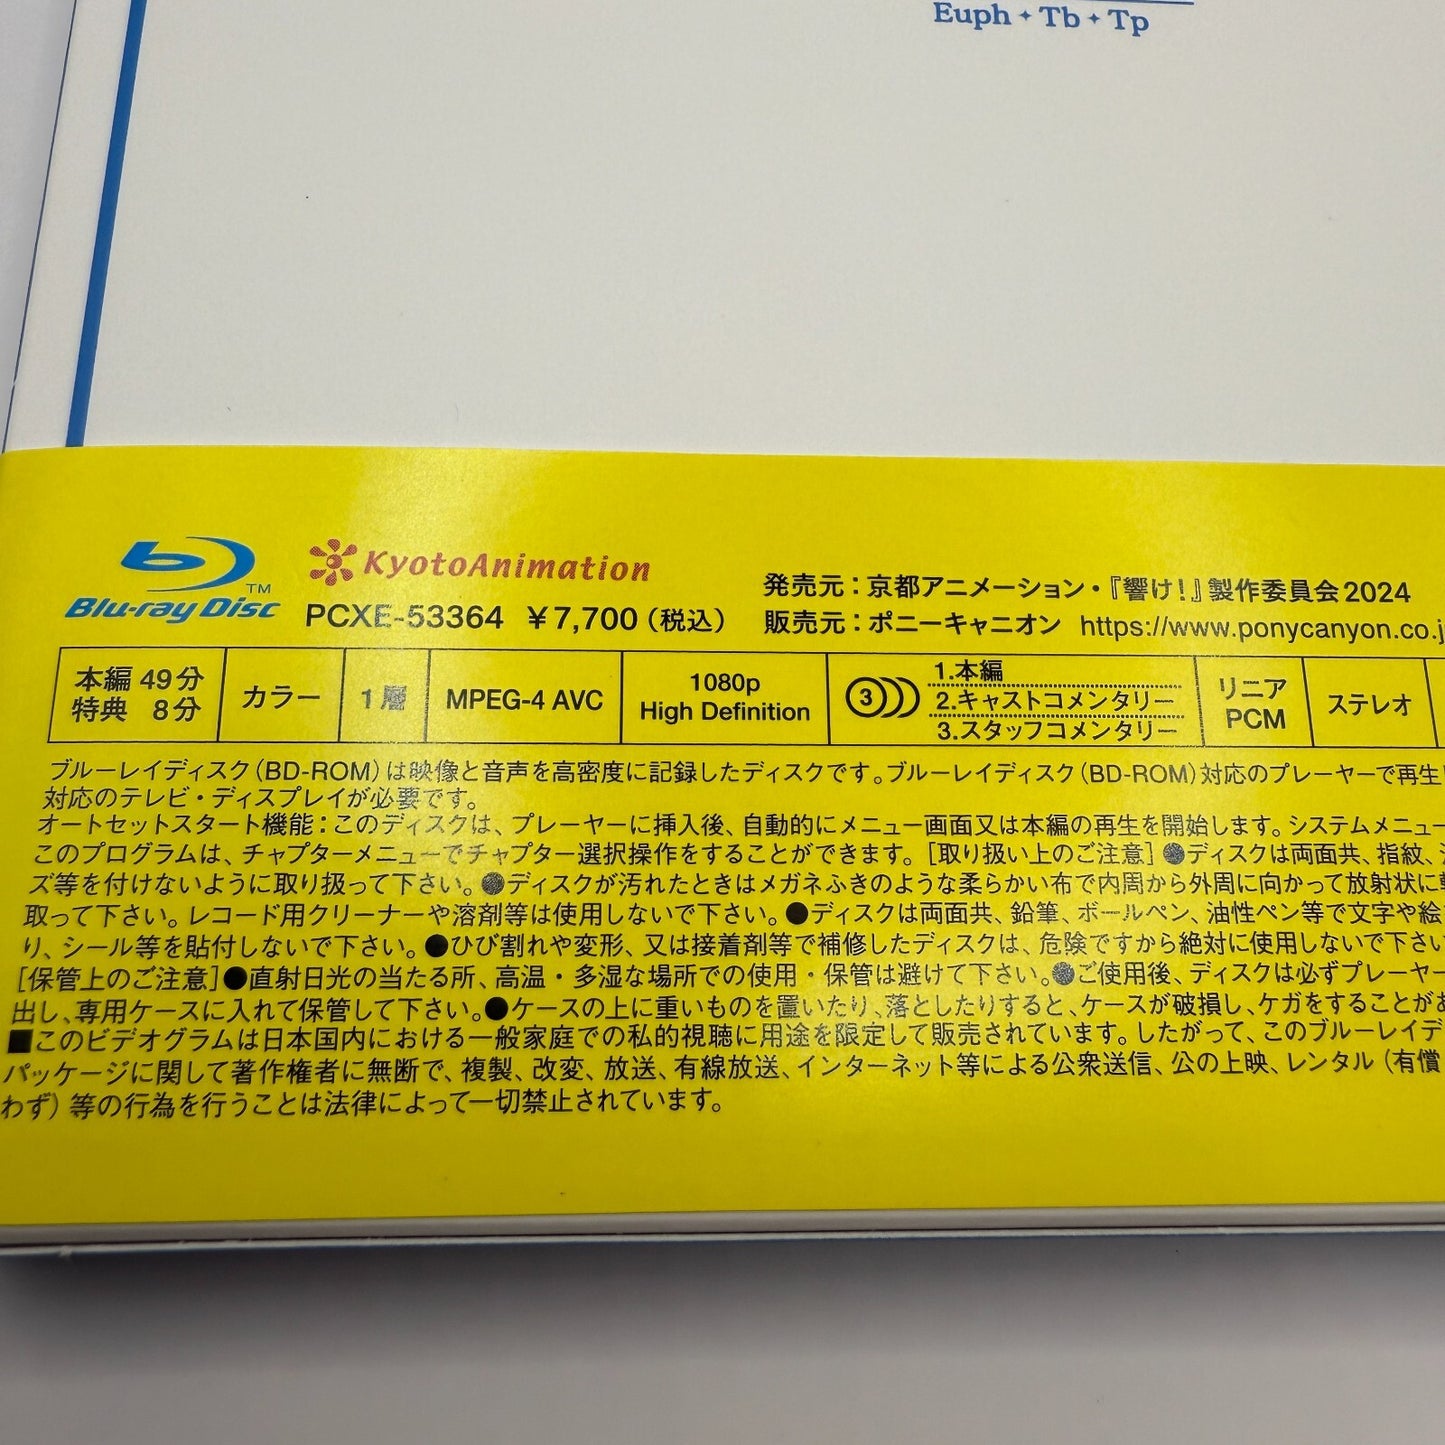 Euph Tb Tp
Blu-ray Disc TM
KyotoAnimation
PCXE-53364 ¥7,700(税込)
発売元:京都アニメーション・『響け!』製作委員会2024
販売元:ポニーキャニオン https://www.ponycanyon.co.j
本編 49分
特典 8分
カラー
1層
MPEG-4 AVC
1080p
High Definition
3
1.本編
2.キャストコメンタリー
3.スタッフコメンタリー
リニア
PCM
ステレオ
ブルーレイディスク(BD-ROM)は映像と音声を高密度に記録したディスクです。ブルーレイディスク(BD-ROM)対応のプレーヤーで再生
対応のテレビ・ディスプレイが必要です。
オートセットスタート機能:このディスクは、プレーヤーに挿入後、自動的にメニュー画面又は本編の再生を開始します。システムメニュー
このプログラムは、チャプターメニューでチャプター選択操作をすることができます。[取り扱い上のご注意]●ディスクは両面共、指紋、
ズ等を付けないように取り扱って下さい。●ディスクが汚れたときはメガネふきのような柔らかい布で内周から外周に向かって放射状に
取って下さい。レコード用クリーナーや溶剤等は使用しないで下さい。●ディスクは両面共、鉛筆、ボールペン、油性ペン等で文字や絵
り、シール等を貼付しないで下さい。●ひび割れや変形、又は接着剤等で補修したディスクは、危険ですから絶対に使用しないで下さい
[保管上のご注意]●直射日光の当たる所、高温・多湿な場所での使用・保管は避けて下さい。●ご使用後、ディスクは必ずプレーヤー
出し、専用ケースに入れて保管して下さい。●ケースの上に重いものを置いたり、落としたりすると、ケースが破損し、ケガをすることが
■このビデオグラムは日本国内における一般家庭での私的視聴に用途を限定して販売されています。したがって、このブルーレイデ
パッケージに関して著作権者に無断で、複製、改変、放送、有線放送、インターネット等による公衆送信、公の上映、レンタル(有償
わず)等の行為を行うことは法律によって一切禁止されています。